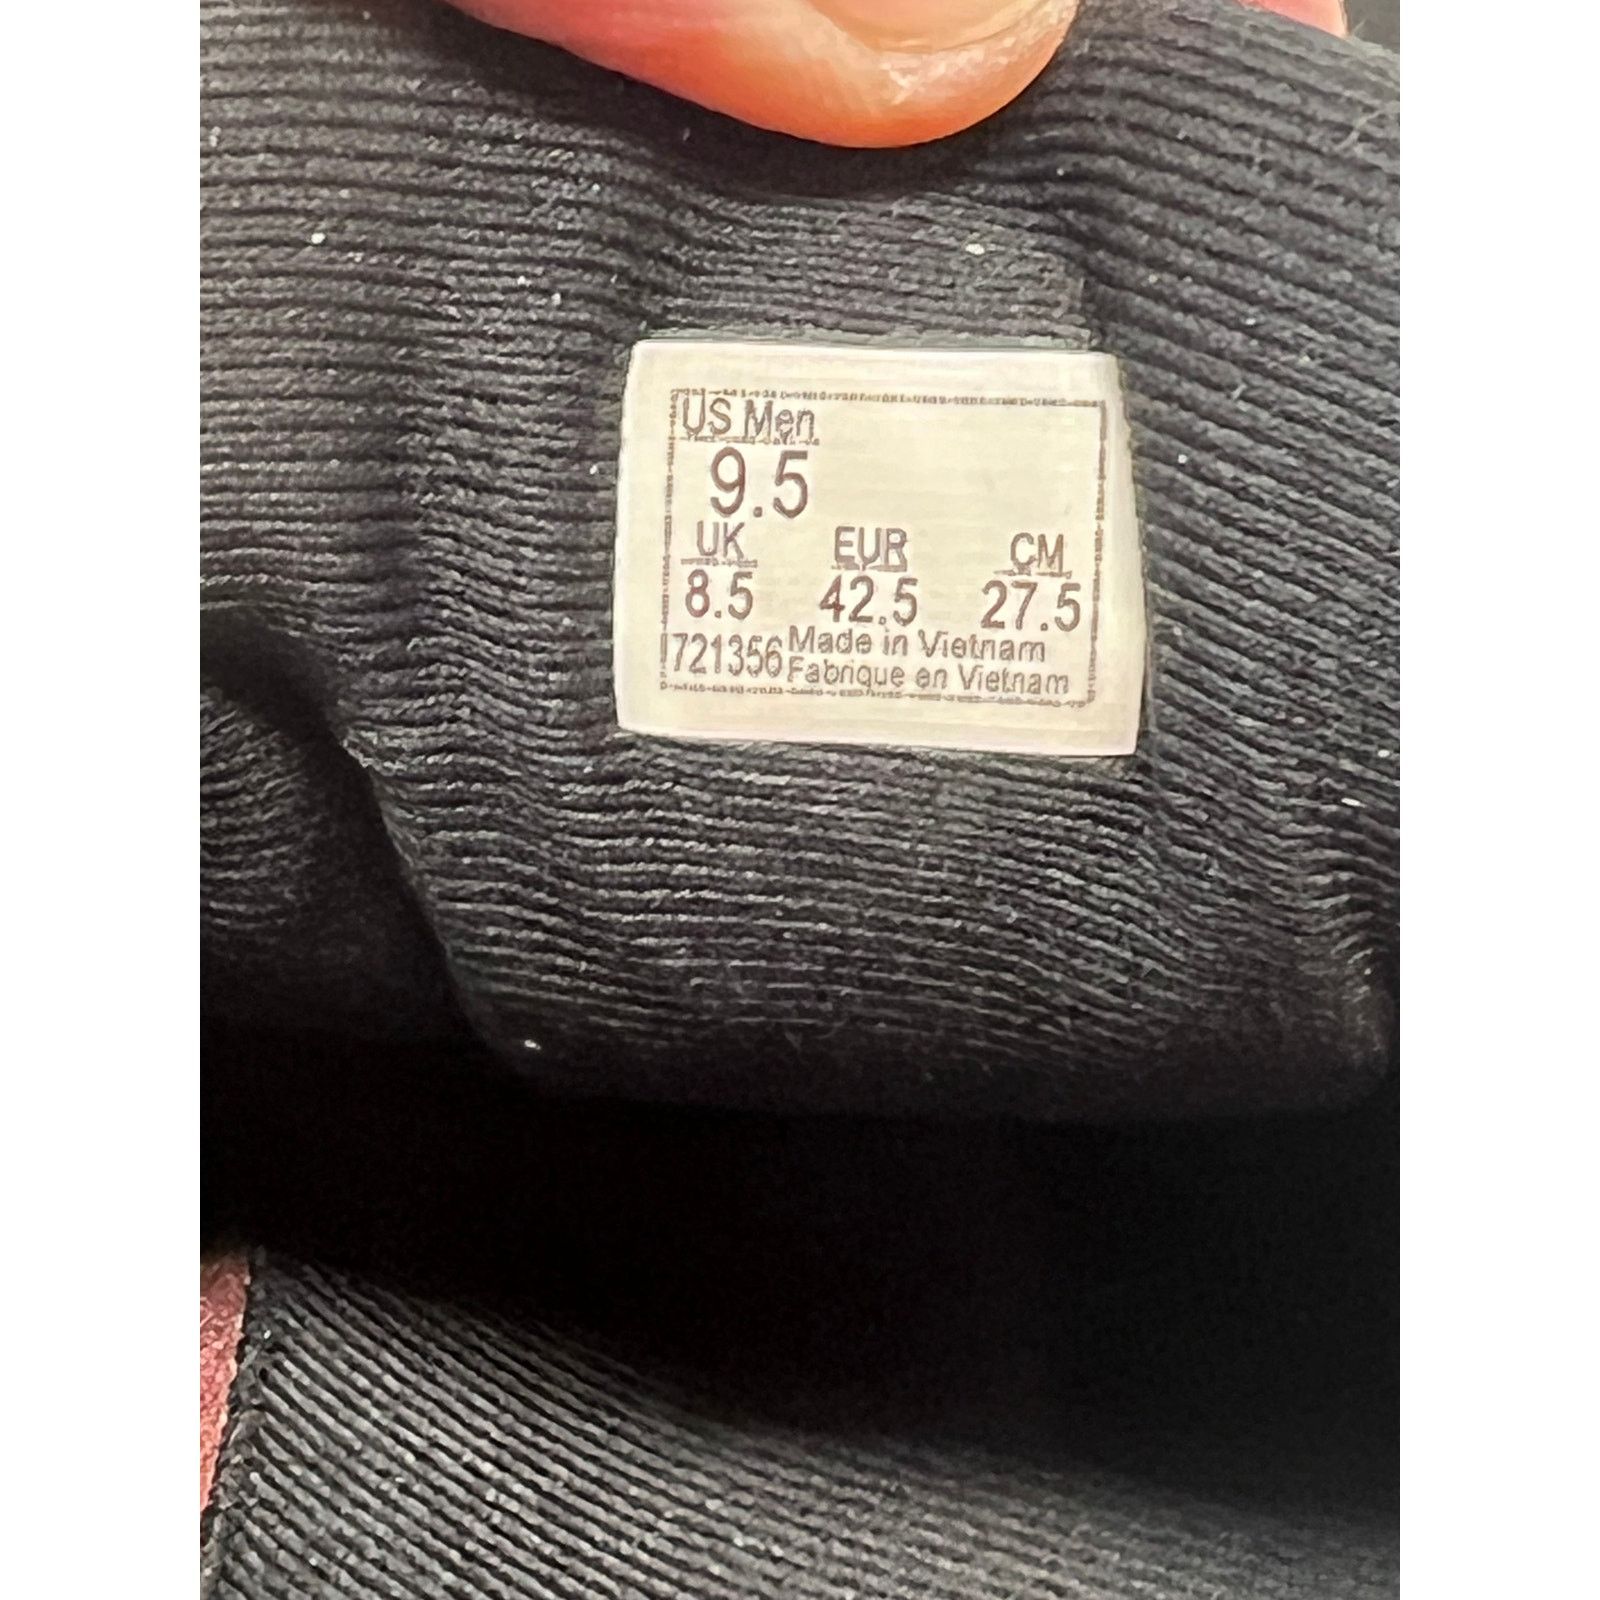 US Men
9.5
UK EUR CM
8.5 42.5 27.5
721356 Made in Vietnam
Fabrique en Vietnam